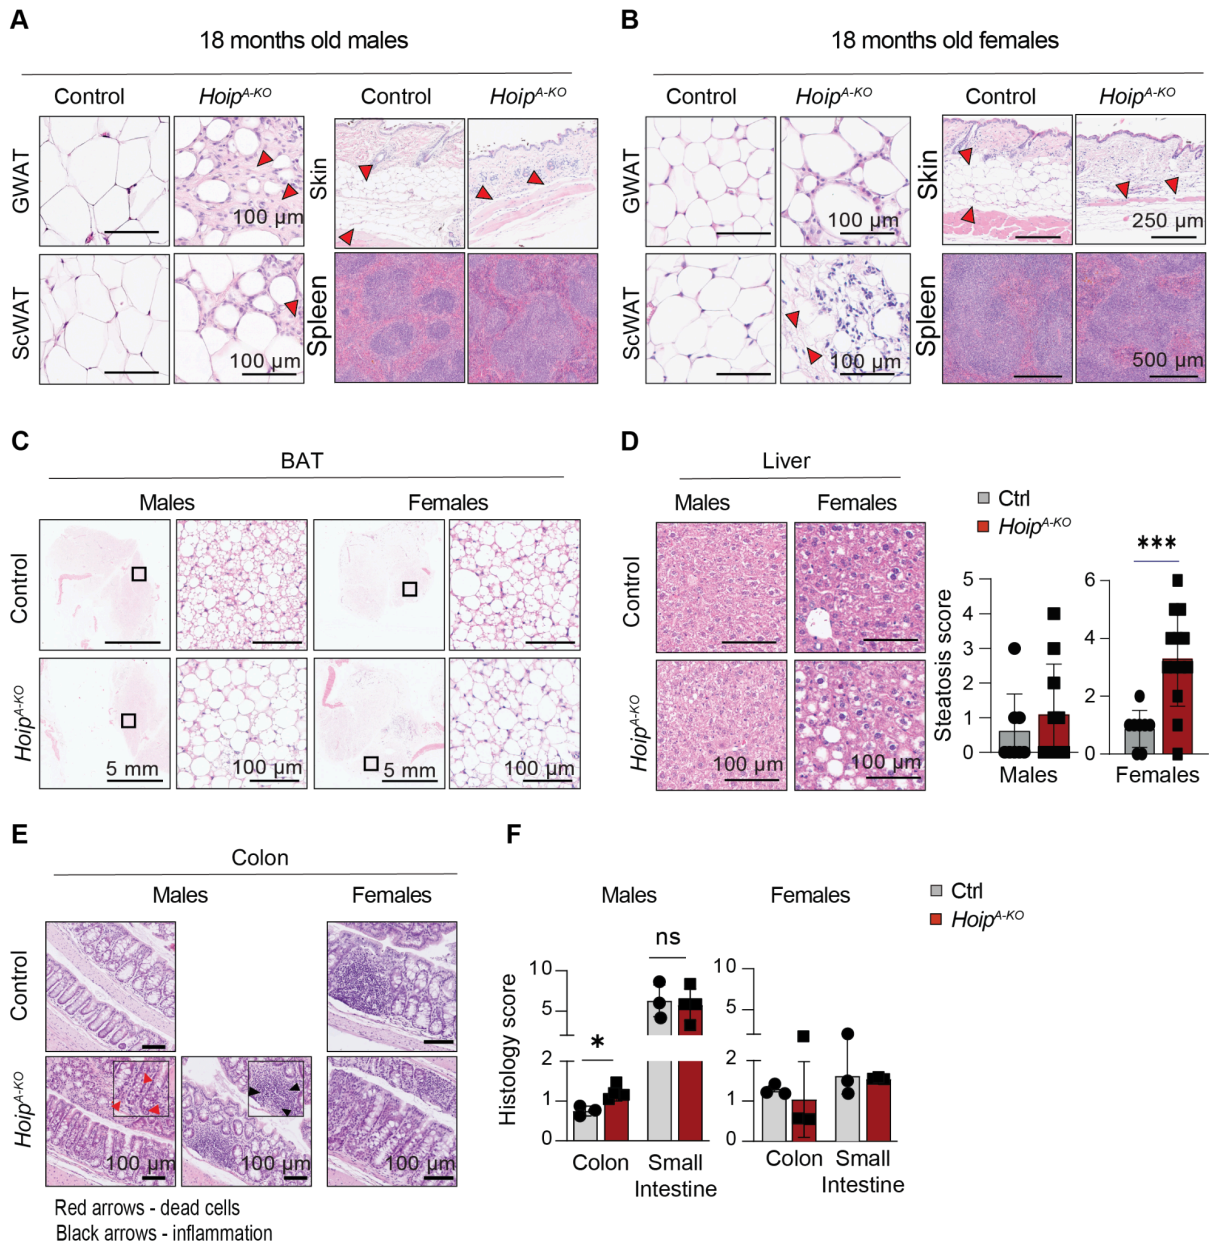 A
18 months old males
Control
Hoip^A-KO
Control
Hoip^A-KO
GWAT
100 µm
Skin
ScWAT
100 µm
Spleen
B
18 months old females
Control
Hoip^A-KO
Control
Hoip^A-KO
GWAT
100 µm
Skin
250 µm
ScWAT
100 µm
Spleen
500 µm
C
BAT
Males
Females
Control
Hoip^A-KO
5 mm
100 µm
5 mm
100 µm
D
Liver
Males
Females
Control
Hoip^A-KO
100 µm
100 µm
Ctrl
Hoip^A-KO
Steatosis score
5
4
3
2
1
0
Males
***
6
4
2
0
Females
E
Colon
Males
Females
Control
Hoip^A-KO
100 µm
100 µm
100 µm
Red arrows - dead cells
Black arrows - inflammation
F
Males
Females
Ctrl
Hoip^A-KO
Histology score
10
5
2
1
0
*
ns
Colon
Small
Intestine
10
5
2
1
0
Colon
Small
Intestine